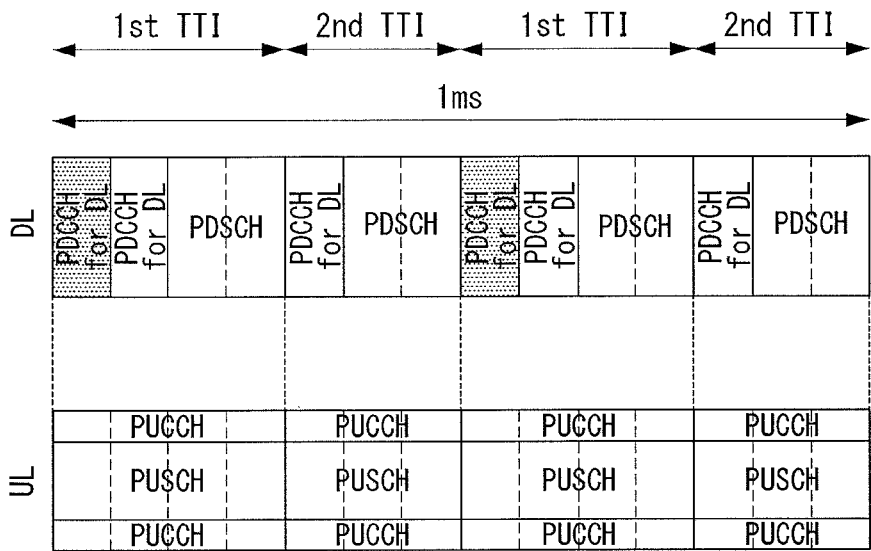 1st TTI 2nd TTI 1st TTI 2nd TTI
1ms
DL
PDCCH for DL
PDCCH for DL
PDSCH
PDCCH for DL
PDSCH
PDCCH for DL
PDCCH for DL
PDSCH
PDCCH for DL
PDSCH
UL
PUCCH PUCCH PUCCH PUCCH
PUSCH PUSCH PUSCH PUSCH
PUCCH PUCCH PUCCH PUCCH